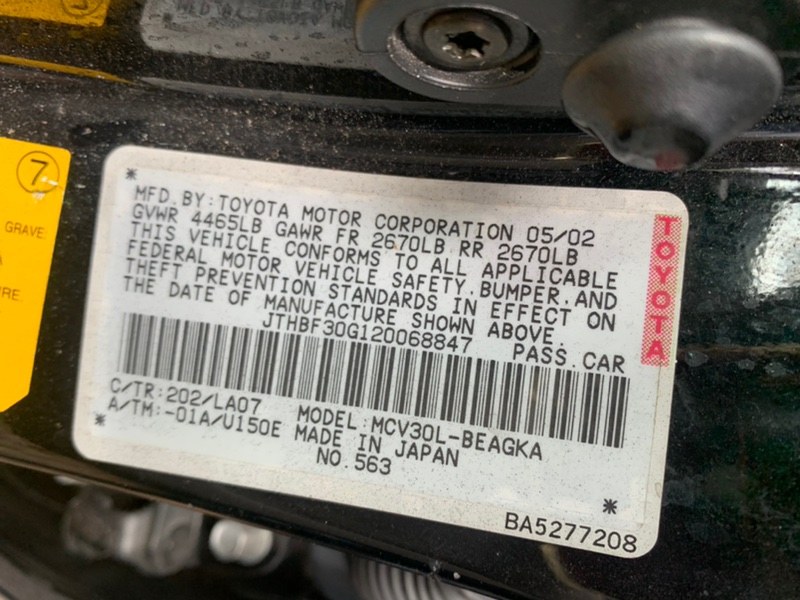 7
GRAVE
MFD.BY:TOYOTA MOTOR CORPORATION 05/02
GVWR 4465LB GAWR FR 2670LB RR 2670LB
THIS VEHICLE CONFORMS TO ALL APPLICABLE
FEDERAL MOTOR VEHICLE SAFETY.BUMPER.AND
THEFT PREVENTION STANDARDS IN EFFECT ON
THE DATE OF MANUFACTURE SHOWN ABOVE.
JTHBF30G120068847 PASS.CAR
C/TR:202/LA07 MODEL:MCV30L-BEAGKA
A/TM:-01A/U150E MADE IN JAPAN
NO.563
BA5277208
TOYOTA